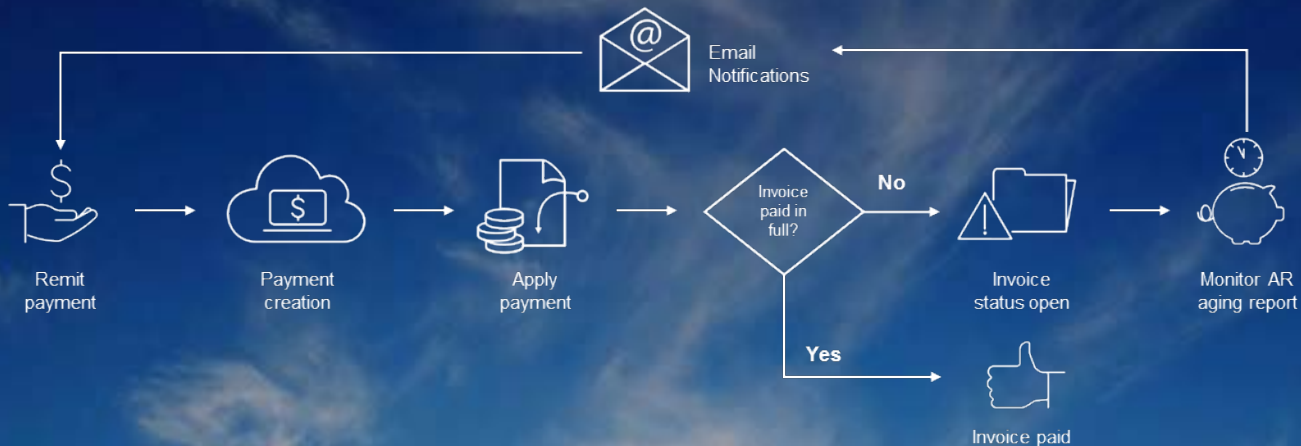 @
Email
Notifications
$
Remit
payment
$
Payment
creation
Apply
payment
Invoice
paid in
full?
No
Invoice
status open
Monitor AR
aging report
Yes
Invoice paid